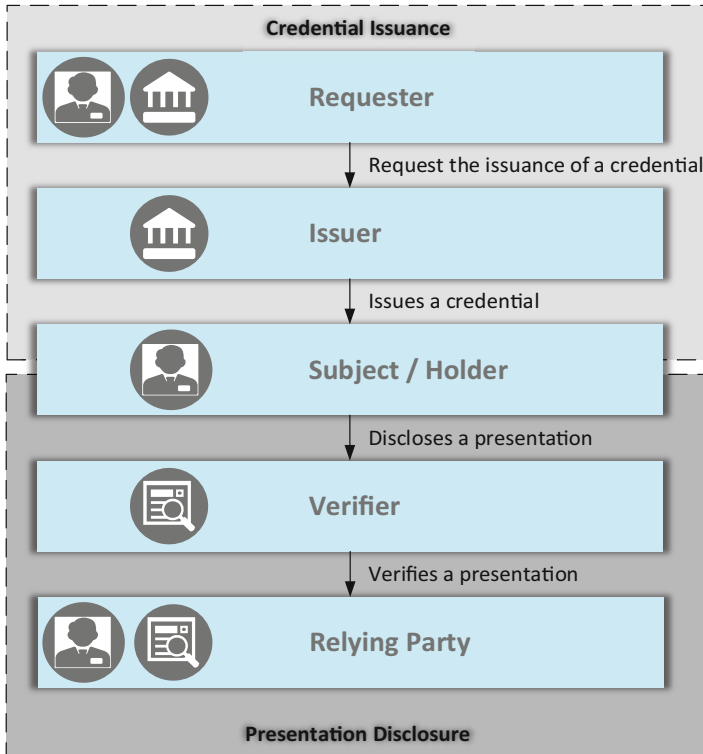 Credential Issuance
Requester
Request the issuance of a credential
Issuer
Issues a credential
Subject / Holder
Discloses a presentation
Verifier
Verifies a presentation
Relying Party
Presentation Disclosure